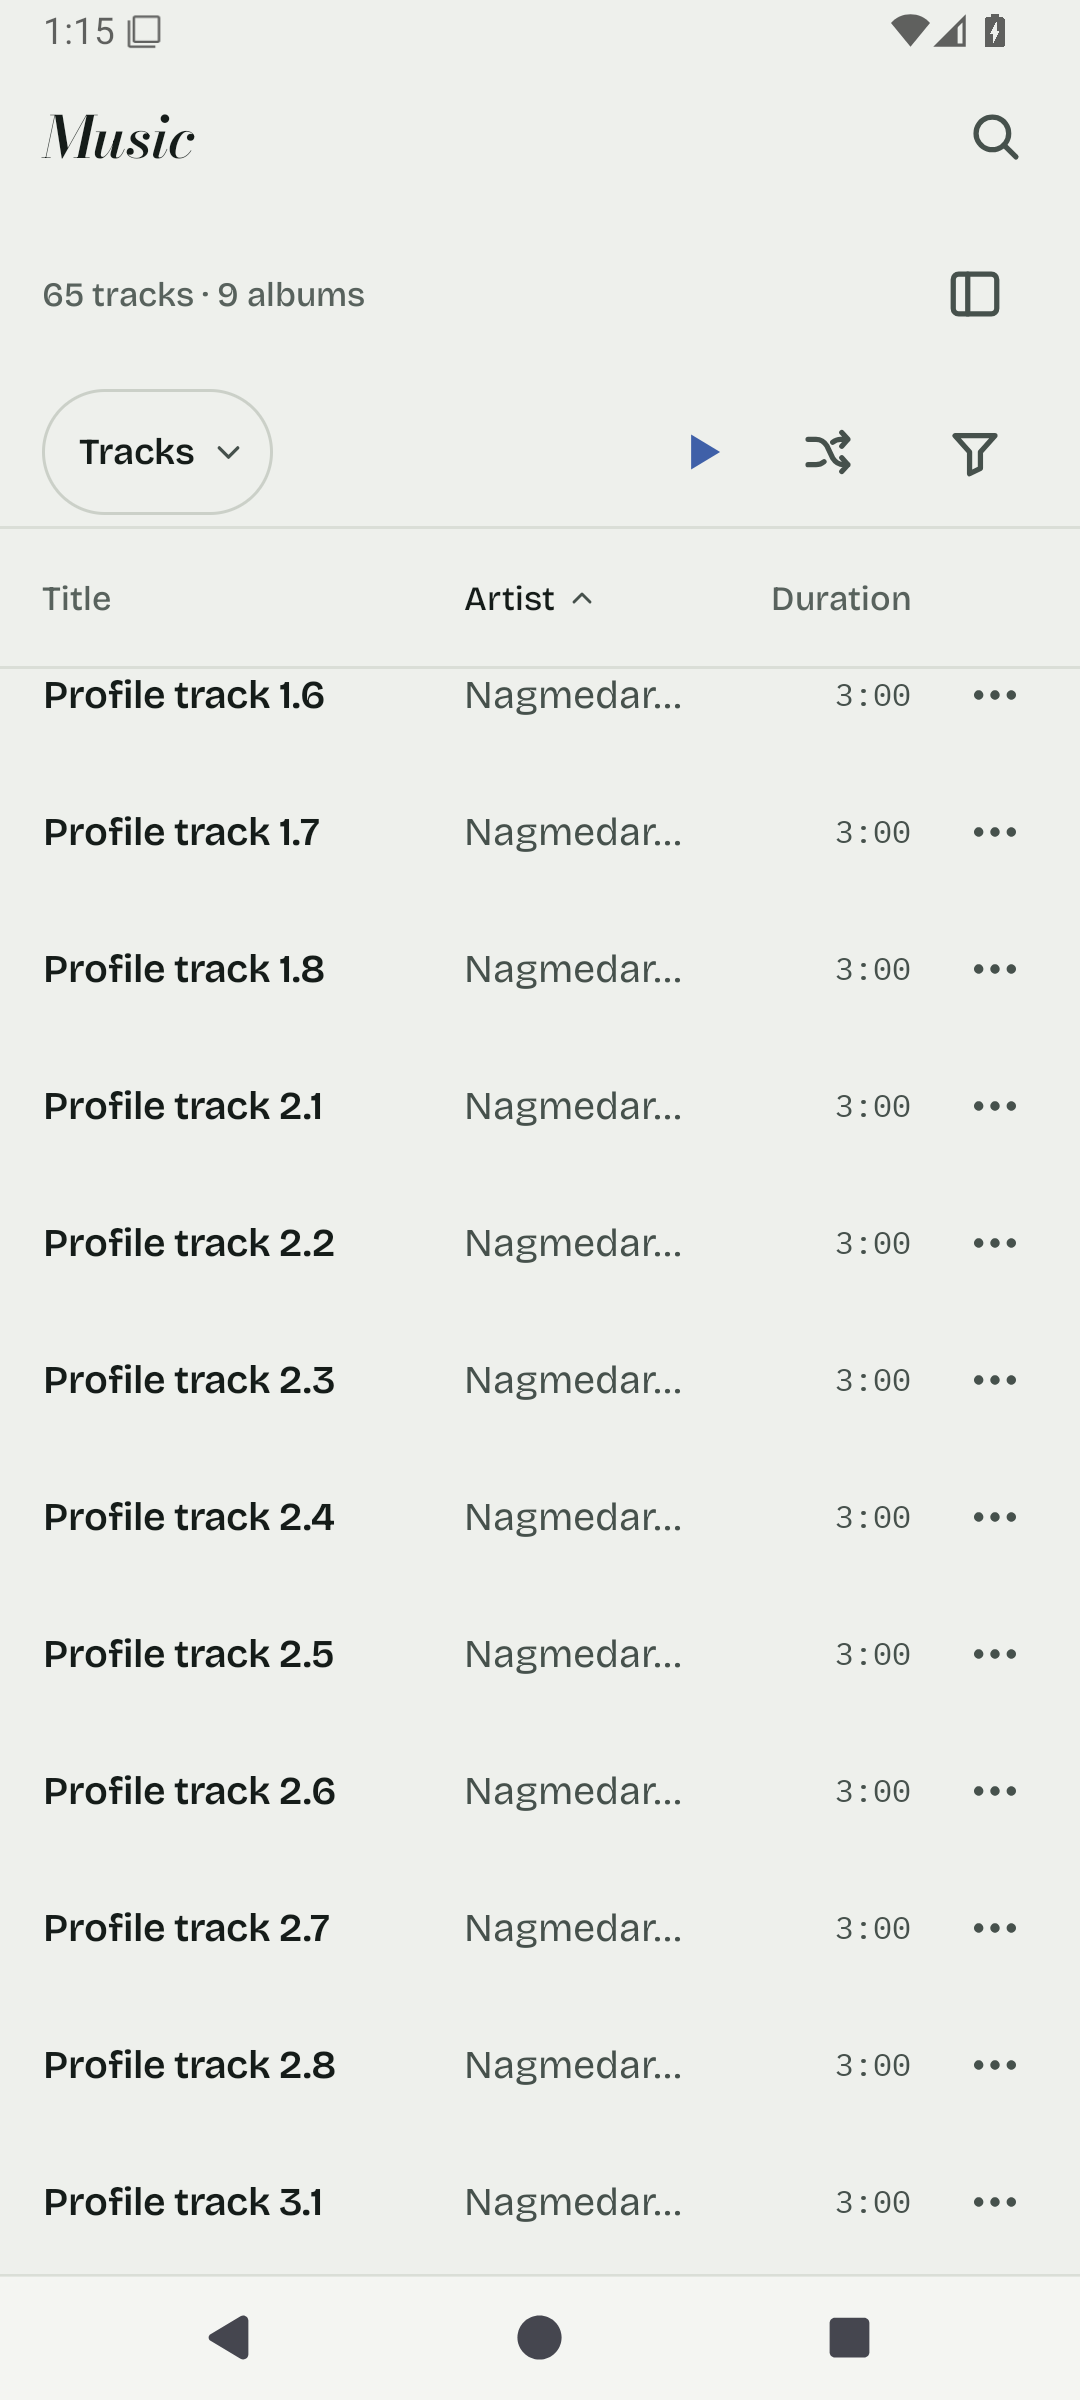 1:15
Music
65 tracks · 9 albums
Tracks
Title Artist Duration
Profile track 1.6 Nagmedar... 3:00
Profile track 1.7 Nagmedar... 3:00
Profile track 1.8 Nagmedar... 3:00
Profile track 2.1 Nagmedar... 3:00
Profile track 2.2 Nagmedar... 3:00
Profile track 2.3 Nagmedar... 3:00
Profile track 2.4 Nagmedar... 3:00
Profile track 2.5 Nagmedar... 3:00
Profile track 2.6 Nagmedar... 3:00
Profile track 2.7 Nagmedar... 3:00
Profile track 2.8 Nagmedar... 3:00
Profile track 3.1 Nagmedar... 3:00